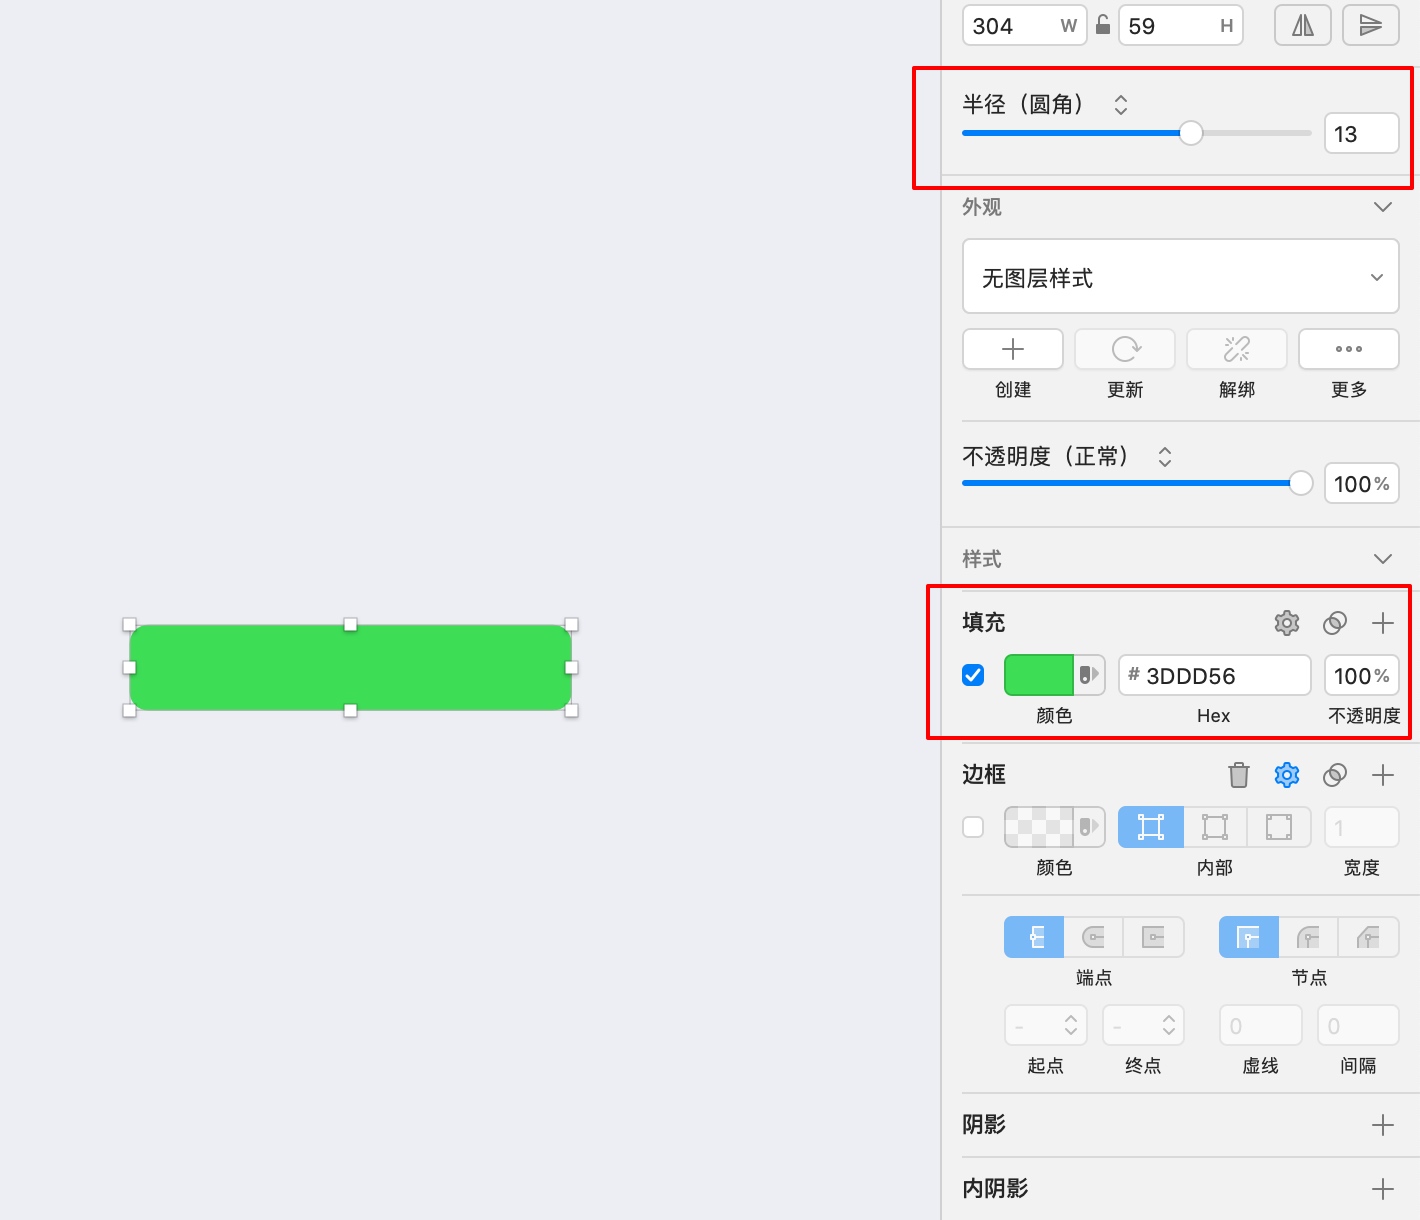 304 W 59 H
半径（圆角）
13
外观
无图层样式
创建 更新 解绑 更多
不透明度（正常）
100%
样式
填充
# 3DDD56 100%
颜色 Hex 不透明度
边框
1
颜色 内部 宽度
端点 节点
- - 0 0
起点 终点 虚线 间隔
阴影
内阴影